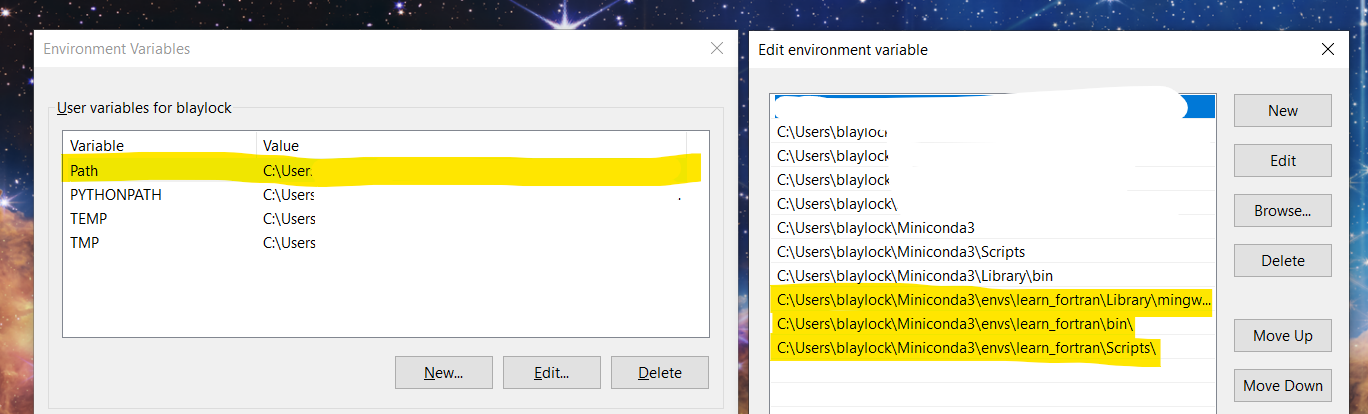 Environment Variables
User variables for blaylock
Variable Value
Path C:\User
PYTHONPATH C:\Users
TEMP C:\Users
TMP C:\Users
New... Edit... Delete
Edit environment variable
C:\Users\blaylock
C:\Users\blaylock
C:\Users\blaylock
C:\Users\blaylock\
C:\Users\blaylock\Miniconda3
C:\Users\blaylock\Miniconda3\Scripts
C:\Users\blaylock\Miniconda3\Library\bin
C:\Users\blaylock\Miniconda3\envs\learn_fortran\Library\mingw...
C:\Users\blaylock\Miniconda3\envs\learn_fortran\bin\
C:\Users\blaylock\Miniconda3\envs\learn_fortran\Scripts\
New
Edit
Browse...
Delete
Move Up
Move Down